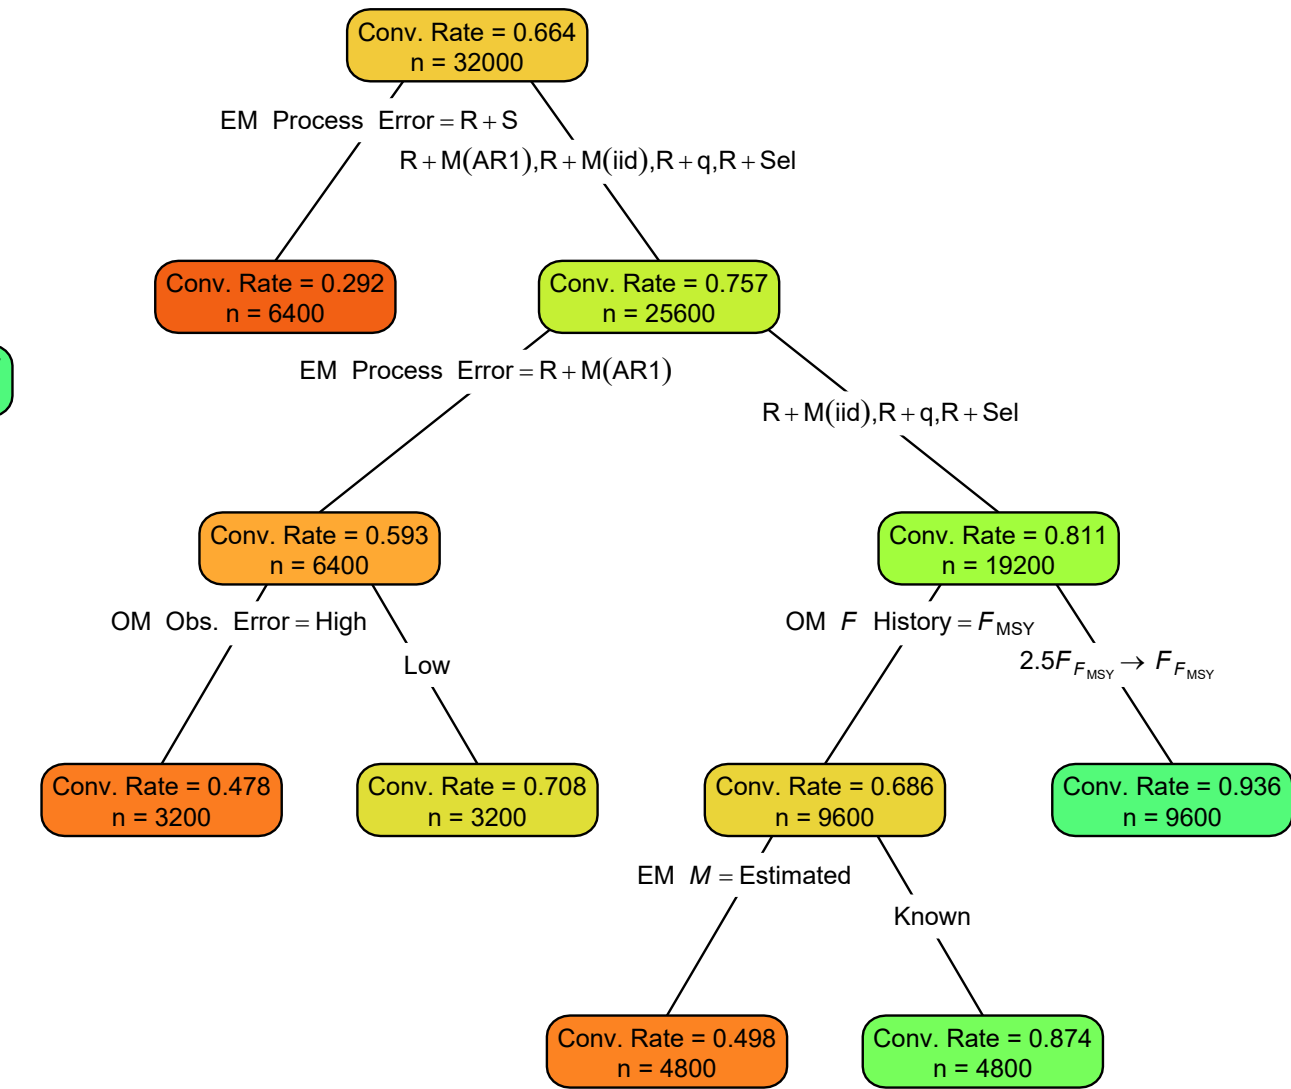 Conv. Rate = 0.664
n = 32000
EM Process Error = R + S
R + M(AR1),R + M(iid),R + q,R + Sel
Conv. Rate = 0.292
n = 6400
Conv. Rate = 0.757
n = 25600
EM Process Error = R + M(AR1)
R + M(iid),R + q,R + Sel
Conv. Rate = 0.593
n = 6400
Conv. Rate = 0.811
n = 19200
OM Obs. Error = High
Low
OM F History = F_MSY
2.5F_F_MSY → F_F_MSY
Conv. Rate = 0.478
n = 3200
Conv. Rate = 0.708
n = 3200
Conv. Rate = 0.686
n = 9600
Conv. Rate = 0.936
n = 9600
EM M = Estimated
Known
Conv. Rate = 0.498
n = 4800
Conv. Rate = 0.874
n = 4800